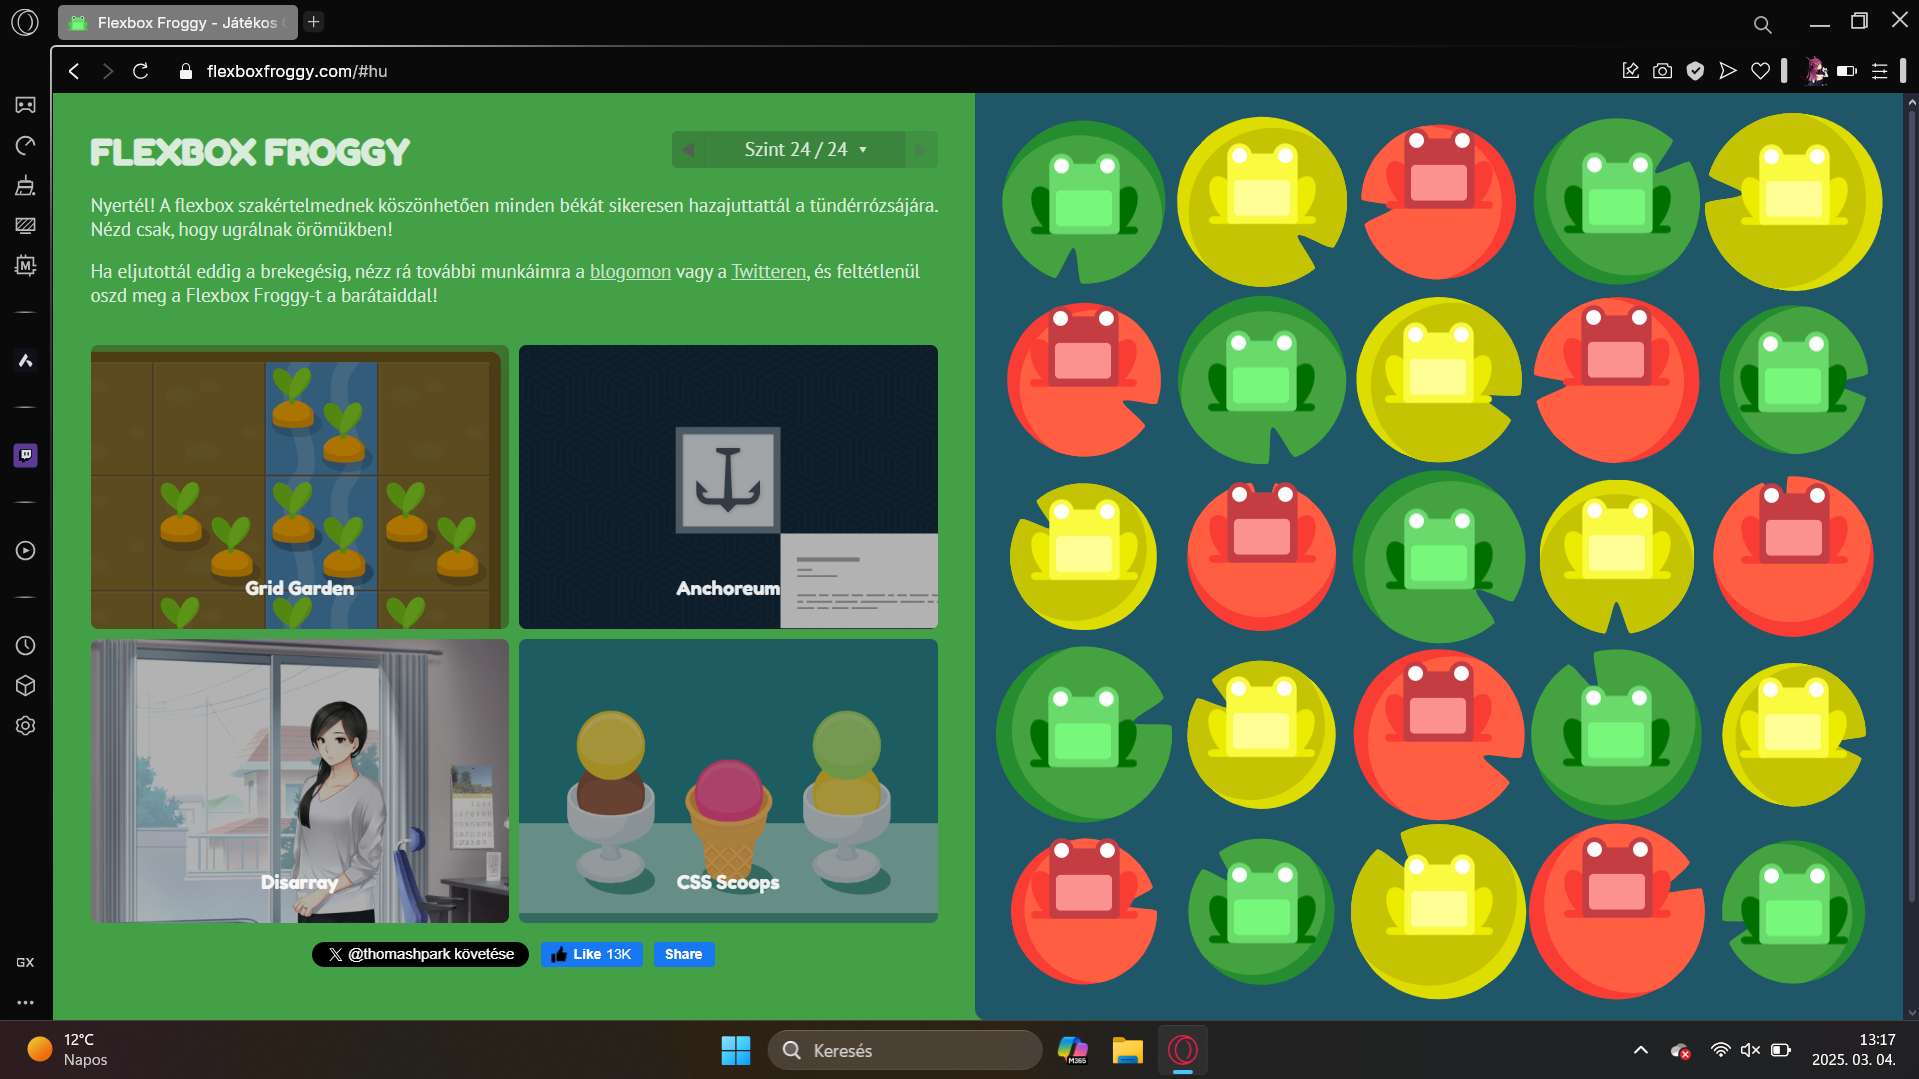 Flexbox Froggy - Játékos
flexboxfroggy.com/#hu
FLEXBOX FROGGY
Szint 24 / 24
Nyertél! A flexbox szakértelmednek köszönhetően minden békát sikeresen hazajuttattál a tündérrózsájára.
Nézd csak, hogy ugrálnak örömükben!
Ha eljutottál eddig a brekegésig, nézz rá további munkáimra a blogomon vagy a Twitteren, és feltétlenül
oszd meg a Flexbox Froggy-t a barátaiddal!
Grid Garden
Anchoreum
Disarray
CSS Scoops
@thomashpark követése
Like 13K
Share
M
GX
12°C
Napos
Keresés
M365
13:17
2025. 03. 04.